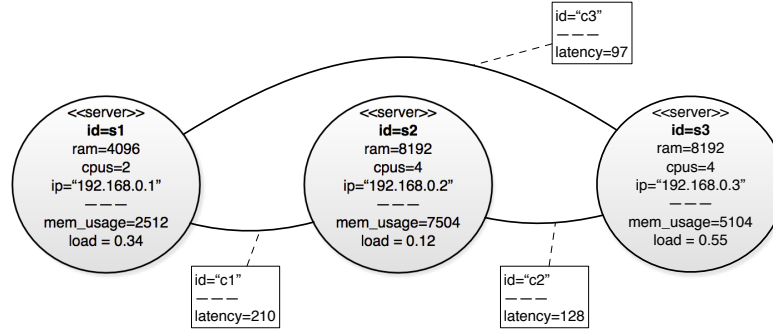 id="c3"
———
latency=97
<<server>>
id=s1
ram=4096
cpus=2
ip="192.168.0.1"
———
mem_usage=2512
load = 0.34
<<server>>
id=s2
ram=8192
cpus=4
ip="192.168.0.2"
———
mem_usage=7504
load = 0.12
<<server>>
id=s3
ram=8192
cpus=4
ip="192.168.0.3"
———
mem_usage=5104
load = 0.55
id="c1"
———
latency=210
id="c2"
———
latency=128